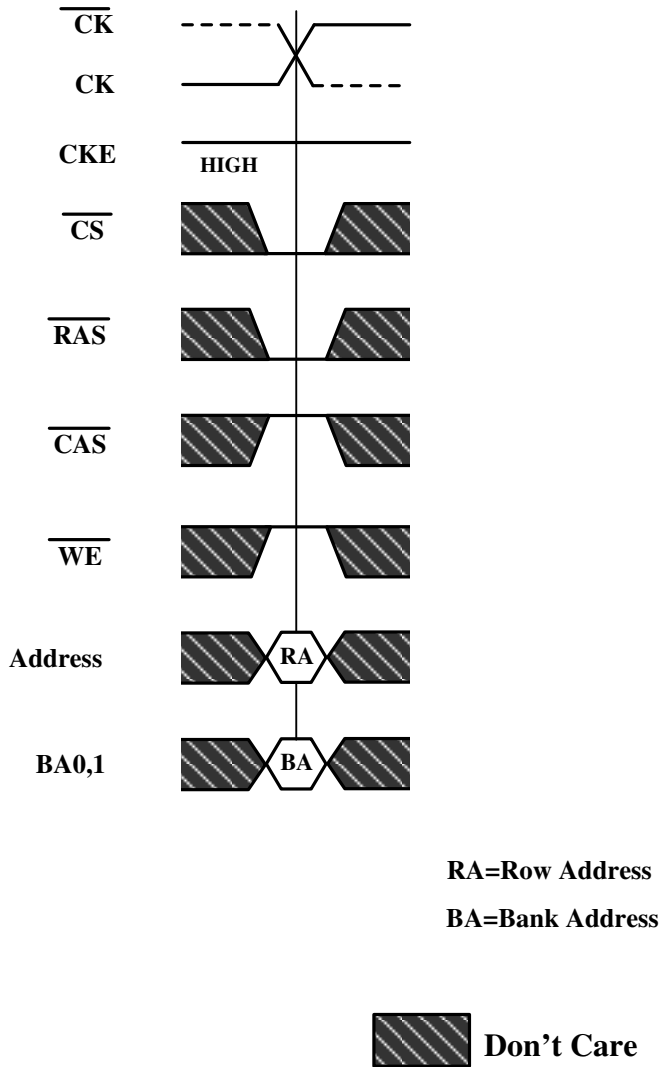 CK
CK
CKE
HIGH
CS
RAS
CAS
WE
Address
RA
BA0,1
BA
RA=Row Address
BA=Bank Address
Don't Care